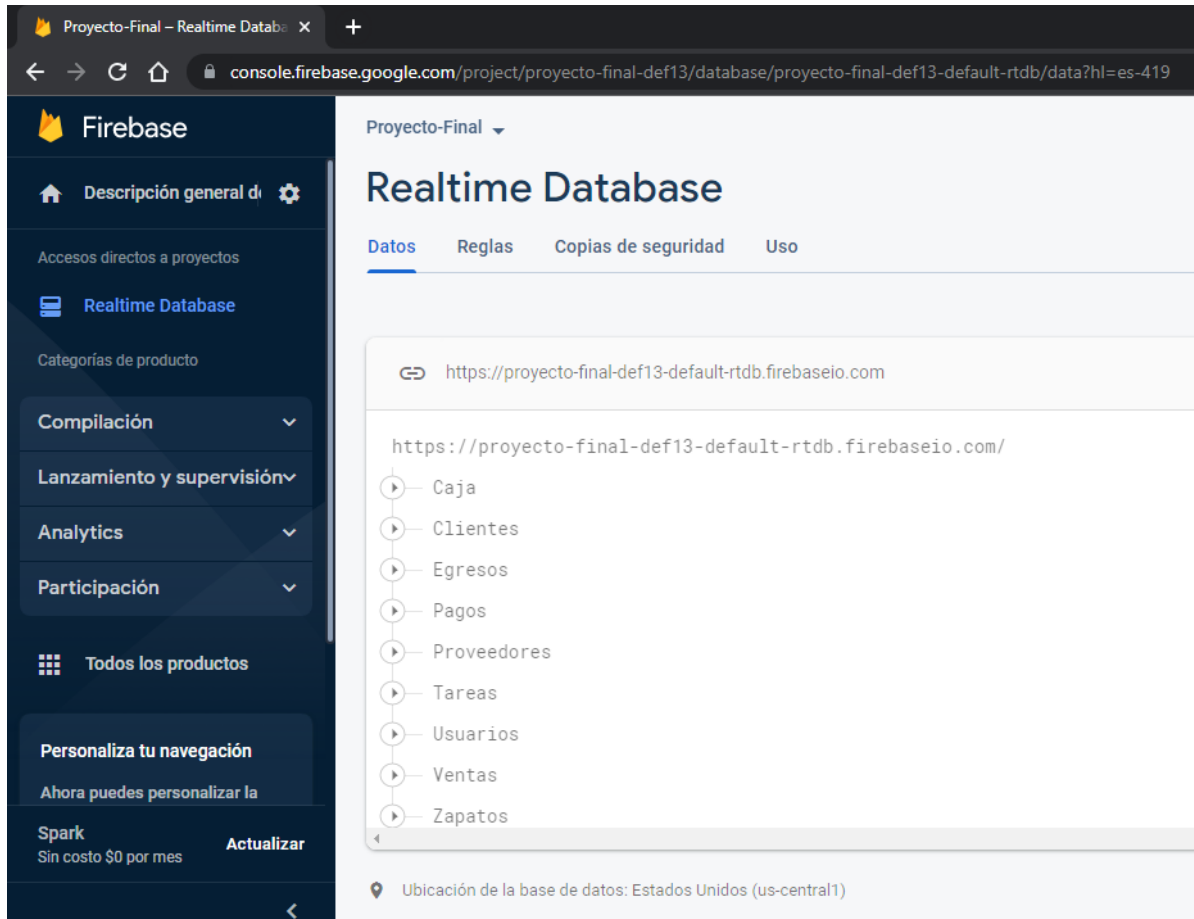 Proyecto-Final – Realtime Databa
console.firebase.google.com/project/proyecto-final-def13/database/proyecto-final-def13-default-rtdb/data?hl=es-419
Firebase
Descripción general d
Accesos directos a proyectos
Realtime Database
Categorías de producto
Compilación
Lanzamiento y supervisión
Analytics
Participación
Todos los productos
Personaliza tu navegación
Ahora puedes personalizar la
Spark
Sin costo $0 por mes
Actualizar
Proyecto-Final
Realtime Database
Datos Reglas Copias de seguridad Uso
https://proyecto-final-def13-default-rtdb.firebaseio.com
https://proyecto-final-def13-default-rtdb.firebaseio.com/
Caja
Clientes
Egresos
Pagos
Proveedores
Tareas
Usuarios
Ventas
Zapatos
Ubicación de la base de datos: Estados Unidos (us-central1)